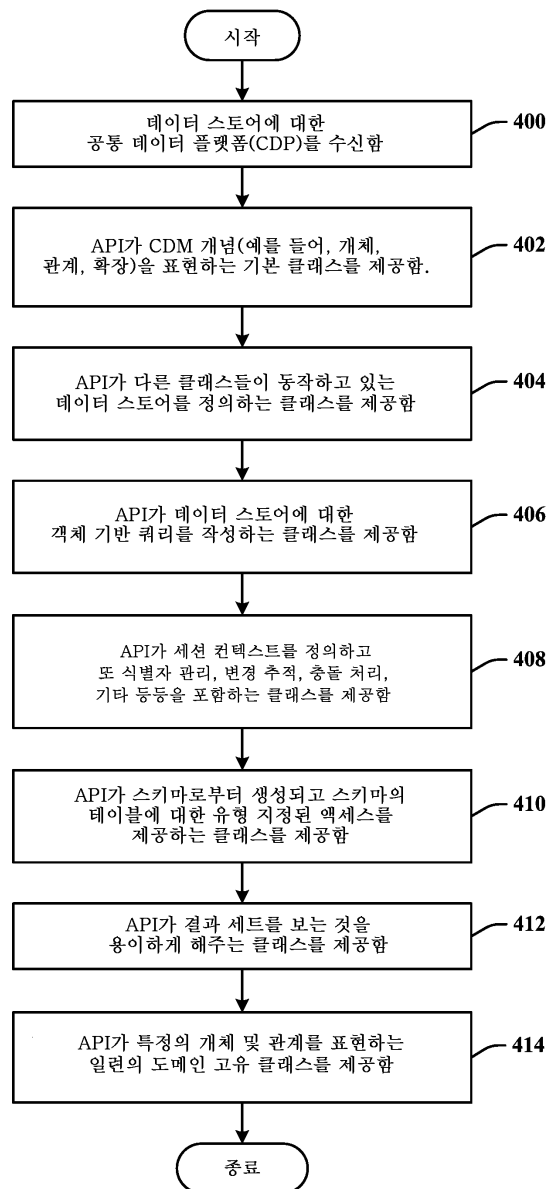 시작
데이터 스토어에 대한
공통 데이터 플랫폼(CDP)를 수신함
400
API가 CDM 개념(예를 들어, 개체,
관계, 확장)을 표현하는 기본 클래스를 제공함.
402
API가 다른 클래스들이 동작하고 있는
데이터 스토어를 정의하는 클래스를 제공함
404
API가 데이터 스토어에 대한
객체 기반 쿼리를 작성하는 클래스를 제공함
406
API가 세션 컨텍스트를 정의하고
또 식별자 관리, 변경 추적, 충돌 처리,
기타 등등을 포함하는 클래스를 제공함
408
API가 스키마로부터 생성되고 스키마의
테이블에 대한 유형 지정된 액세스를
제공하는 클래스를 제공함
410
API가 결과 세트를 보는 것을
용이하게 해주는 클래스를 제공함
412
API가 특정의 개체 및 관계를 표현하는
일련의 도메인 고유 클래스를 제공함
414
종료